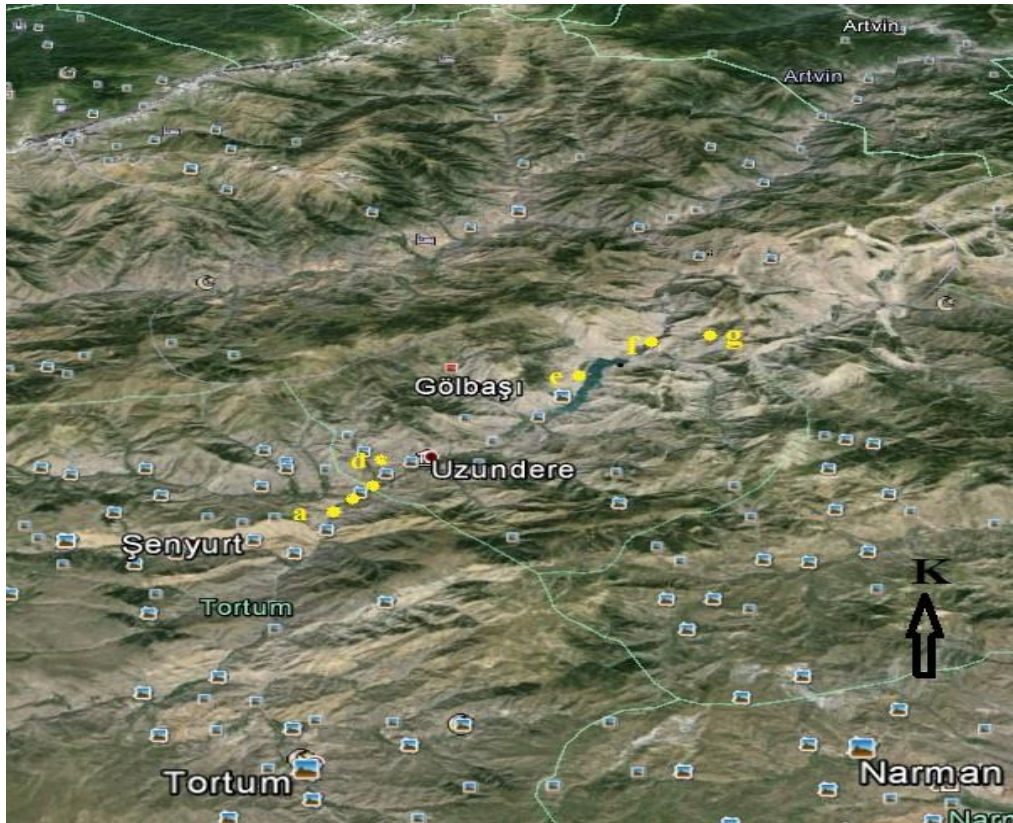 Artvin
Artvin
f
g
e
Gölbaşı
d
Uzundere
a
Şenyurt
K
Tortum
Tortum
Narman